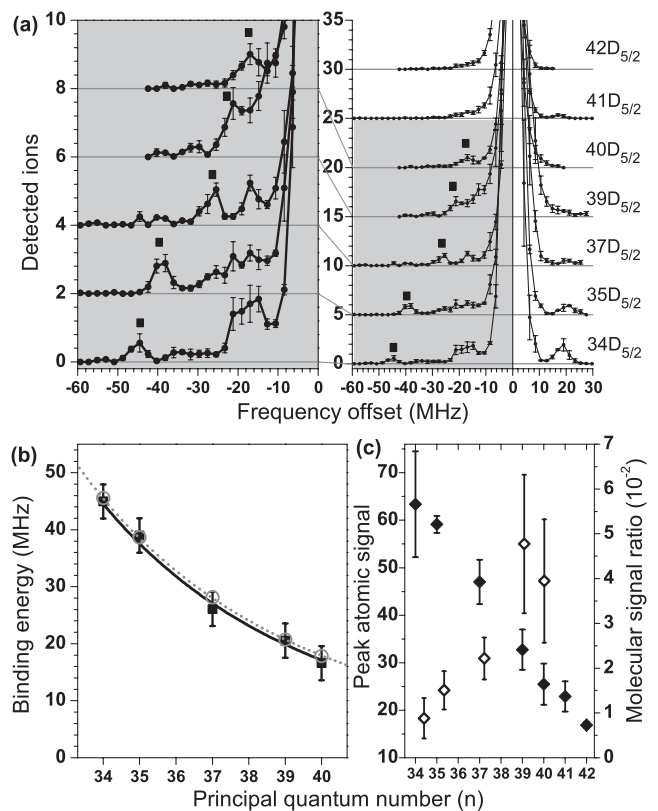 (a)
10
8
6
4
2
0
Detected ions
-60 -50 -40 -30 -20 -10 0
35
30
25
20
15
10
5
0
-60 -50 -40 -30 -20 -10 0 10 20 30
42D5/2
41D5/2
40D5/2
39D5/2
37D5/2
35D5/2
34D5/2
Frequency offset (MHz)
(b)
50
40
30
20
10
0
Binding energy (MHz)
34 35 36 37 38 39 40
(c)
70
60
50
40
30
20
10
Peak atomic signal
7
6
5
4
3
2
1
0
Molecular signal ratio (10-2)
34 35 36 37 38 39 40 41 42
Principal quantum number (n)